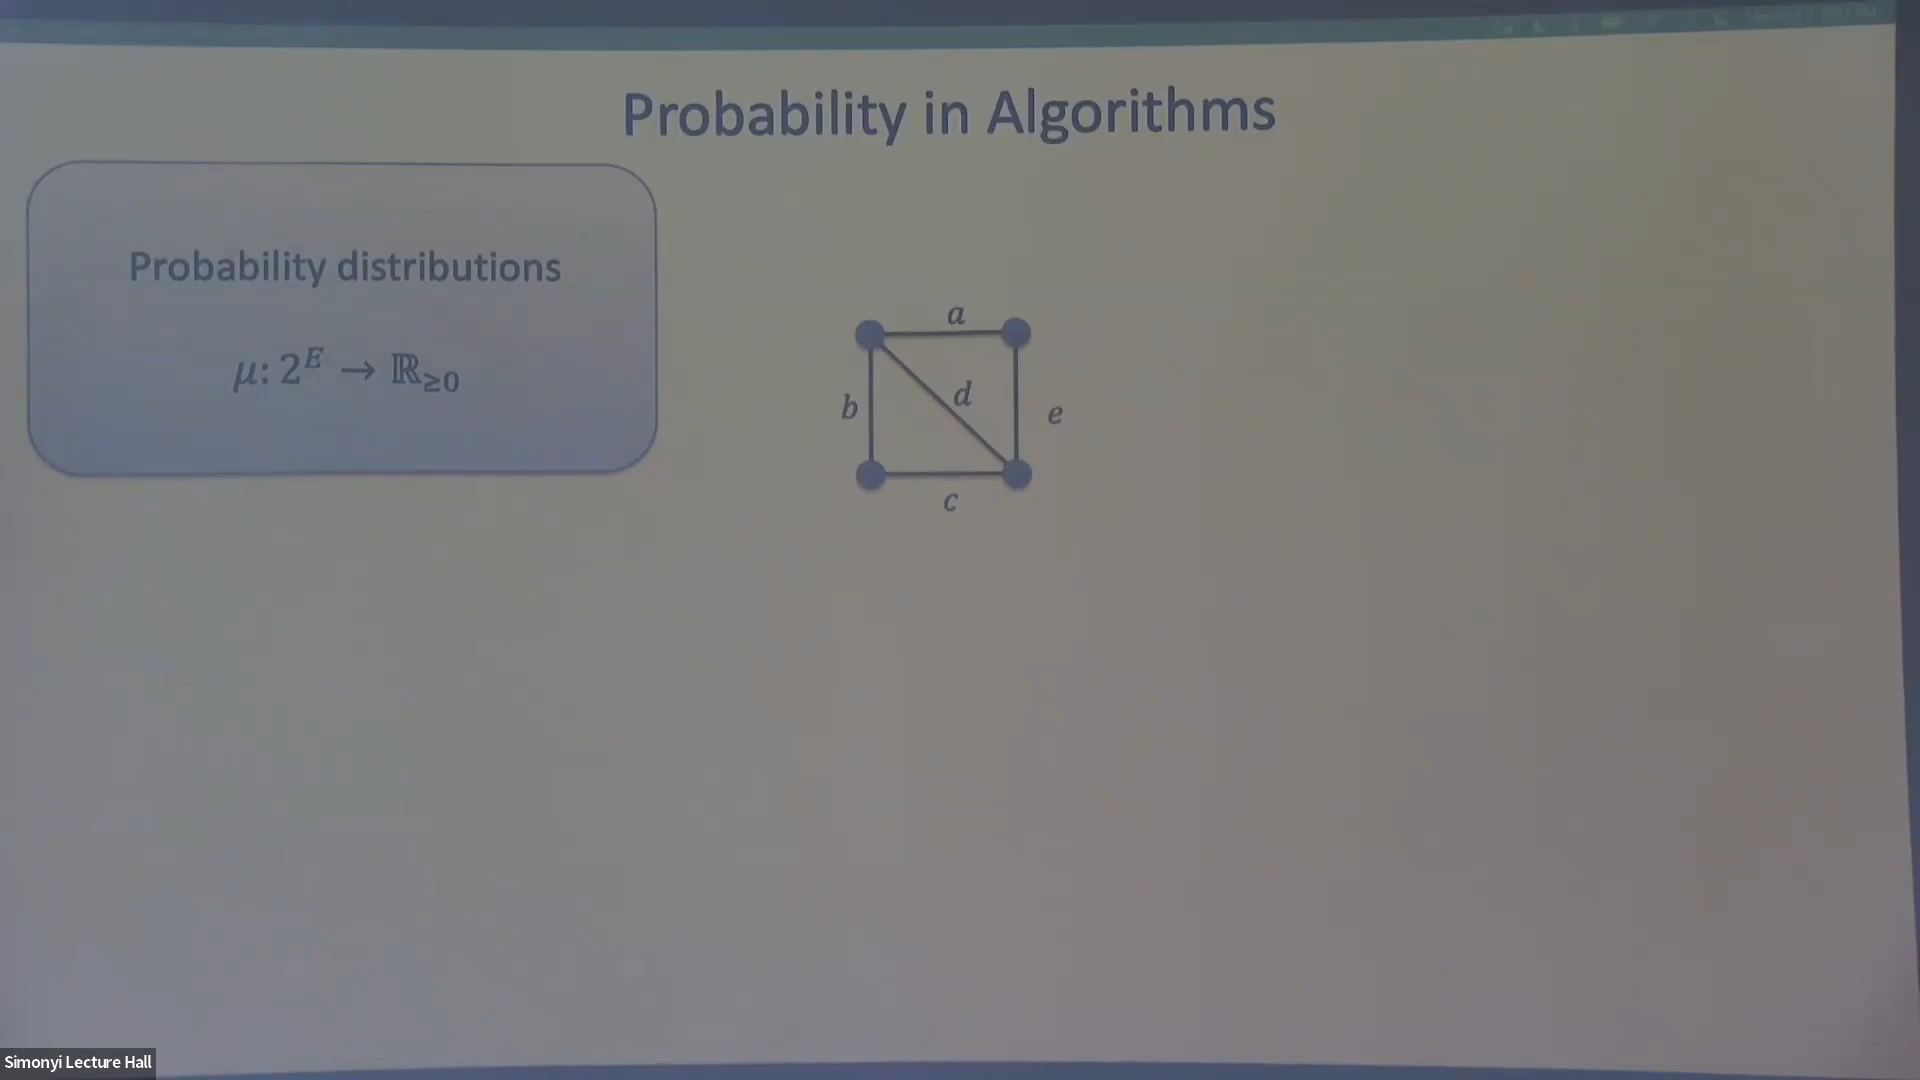 Probability in Algorithms
Probability distributions
μ: 2^E → ℝ≥0
a
b
d
e
c
Simonyi Lecture Hall